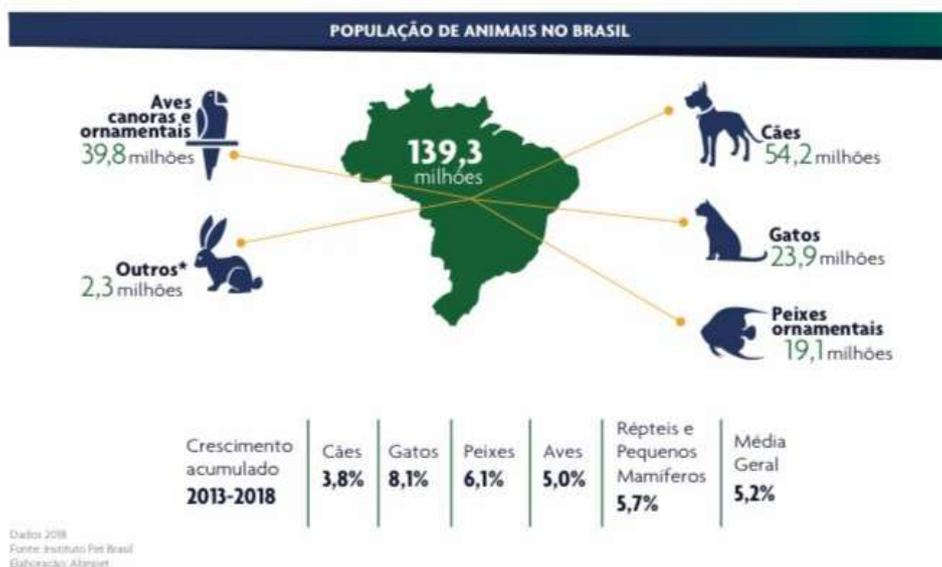 POPULAÇÃO DE ANIMAIS NO BRASIL
Aves
canoras e
ornamentais
39,8 milhões
Outros*
2,3 milhões
139,3
milhões
Cães
54,2 milhões
Gatos
23,9 milhões
Peixes
ornamentais
19,1 milhões
Crescimento
acumulado
2013-2018
Cães
3,8%
Gatos
8,1%
Peixes
6,1%
Aves
5,0%
Répteis e
Pequenos
Mamíferos
5,7%
Média
Geral
5,2%
Dados 2018
Fonte: Instituto Pet Brasil
Elaboração: Abinpet